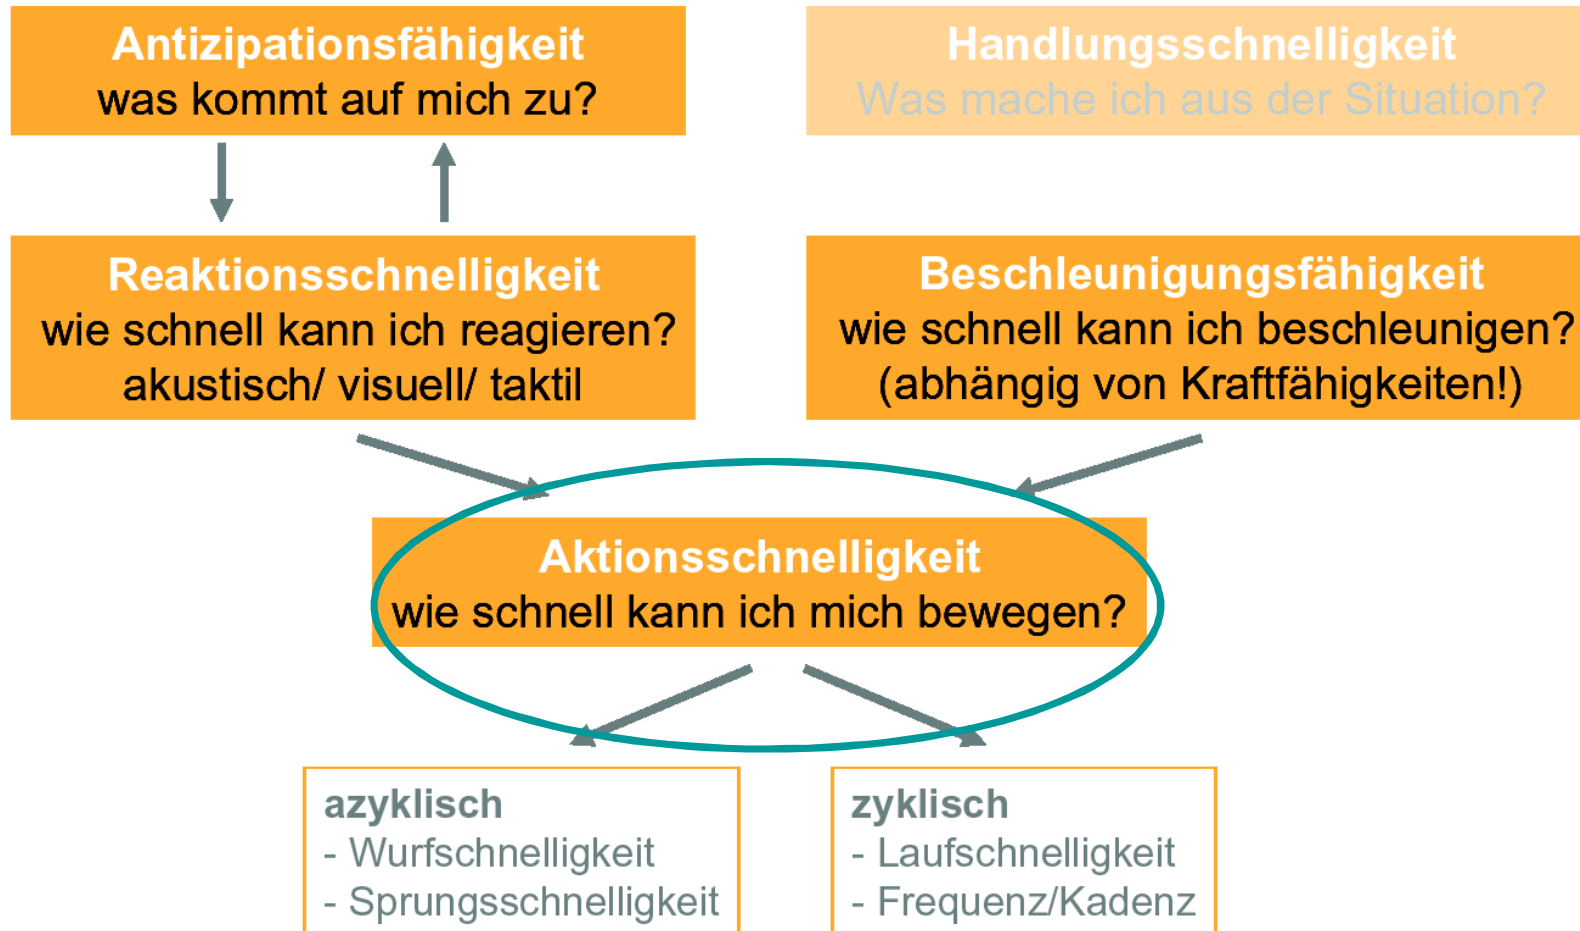 Antizipationsfähigkeit
was kommt auf mich zu?
Handlungsschnelligkeit
Was mache ich aus der Situation?
Reaktionsschnelligkeit
wie schnell kann ich reagieren?
akustisch/ visuell/ taktil
Beschleunigungsfähigkeit
wie schnell kann ich beschleunigen?
(abhängig von Kraftfähigkeiten!)
Aktionsschnelligkeit
wie schnell kann ich mich bewegen?
azyklisch
- Wurfschnelligkeit
- Sprungsschnelligkeit
zyklisch
- Laufschnelligkeit
- Frequenz/Kadenz